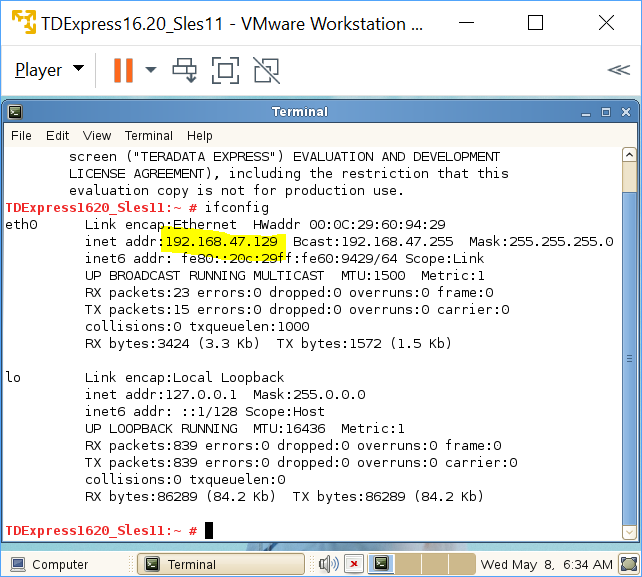 TDExpress16.20_Sles11 - VMware Workstation ...
Player
Terminal
File Edit View Terminal Help
screen ("TERADATA EXPRESS") EVALUATION AND DEVELOPMENT
LICENSE AGREEMENT), including the restriction that this
evaluation copy is not for production use.
TDExpress1620_Sles11:~ # ifconfig
eth0 Link encap:Ethernet HWaddr 00:0C:29:60:94:29
inet addr:192.168.47.129 Bcast:192.168.47.255 Mask:255.255.255.0
inet6 addr: fe80::20c:29ff:fe60:9429/64 Scope:Link
UP BROADCAST RUNNING MULTICAST MTU:1500 Metric:1
RX packets:23 errors:0 dropped:0 overruns:0 frame:0
TX packets:15 errors:0 dropped:0 overruns:0 carrier:0
collisions:0 txqueuelen:1000
RX bytes:3424 (3.3 Kb) TX bytes:1572 (1.5 Kb)
lo Link encap:Local Loopback
inet addr:127.0.0.1 Mask:255.0.0.0
inet6 addr: ::1/128 Scope:Host
UP LOOPBACK RUNNING MTU:16436 Metric:1
RX packets:839 errors:0 dropped:0 overruns:0 frame:0
TX packets:839 errors:0 dropped:0 overruns:0 carrier:0
collisions:0 txqueuelen:0
RX bytes:86289 (84.2 Kb) TX bytes:86289 (84.2 Kb)
TDExpress1620_Sles11:~ #
Computer Terminal Wed May 8, 6:34 AM